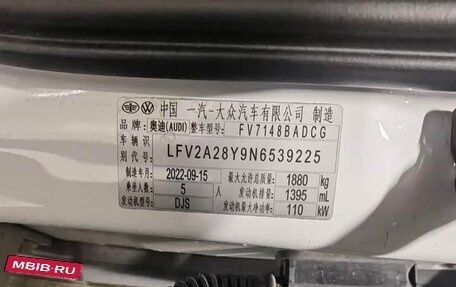 中国 一汽-大众汽车有限公司 制造
品牌: 奥迪(AUDI) 整车型号: FV7148BADCG
车辆识别代号: LFV2A28Y9N6539225
制造年月 2022-09-15 最大允许总质量 1880 kg
乘坐人数 5 人 发动机排量 1395 mL
发动机型号 DJS 发动机最大净功率 110 kW
MBIB·RU